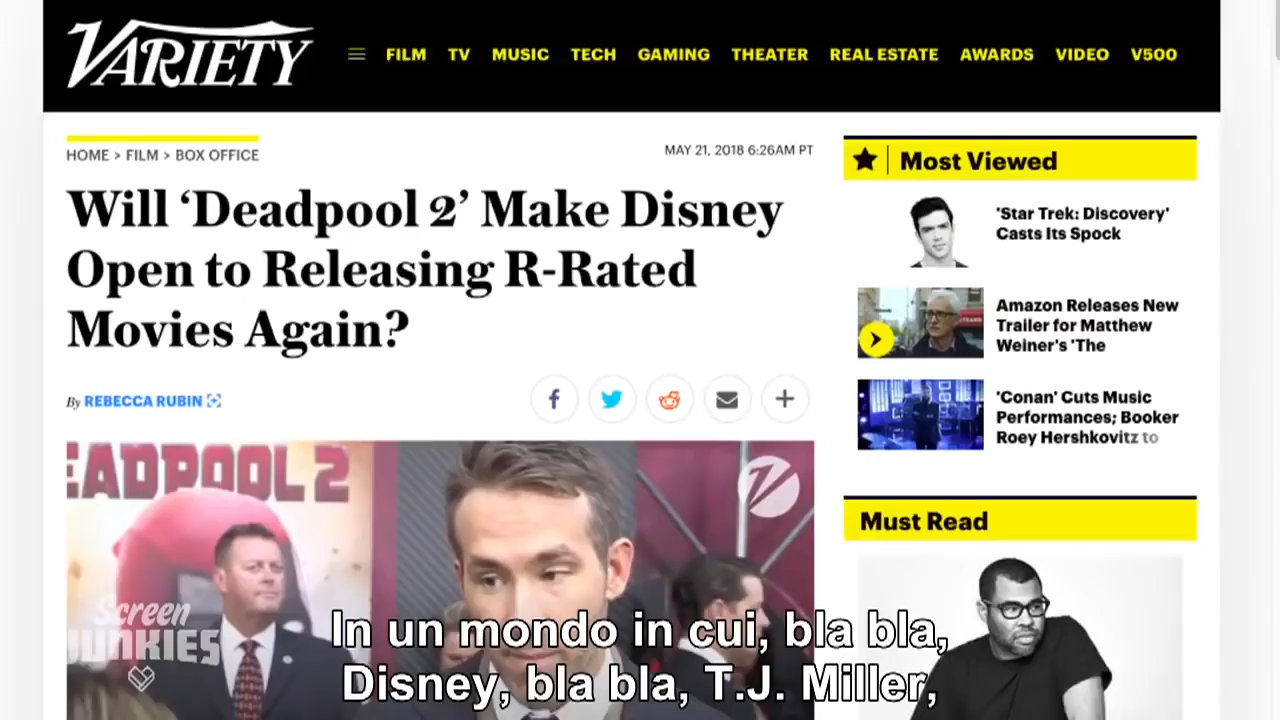 VARIETY
FILM TV MUSIC TECH GAMING THEATER REAL ESTATE AWARDS VIDEO V500
HOME > FILM > BOX OFFICE
MAY 21, 2018 6:26AM PT
Will ‘Deadpool 2’ Make Disney
Open to Releasing R-Rated
Movies Again?
By REBECCA RUBIN
Most Viewed
'Star Trek: Discovery'
Casts Its Spock
Amazon Releases New
Trailer for Matthew
Weiner's 'The
'Conan' Cuts Music
Performances; Booker
Roey Hershkovitz to
Must Read
EADPOOL 2
Screen
JUNKIES
In un mondo in cui, bla bla,
Disney, bla bla, T.J. Miller,